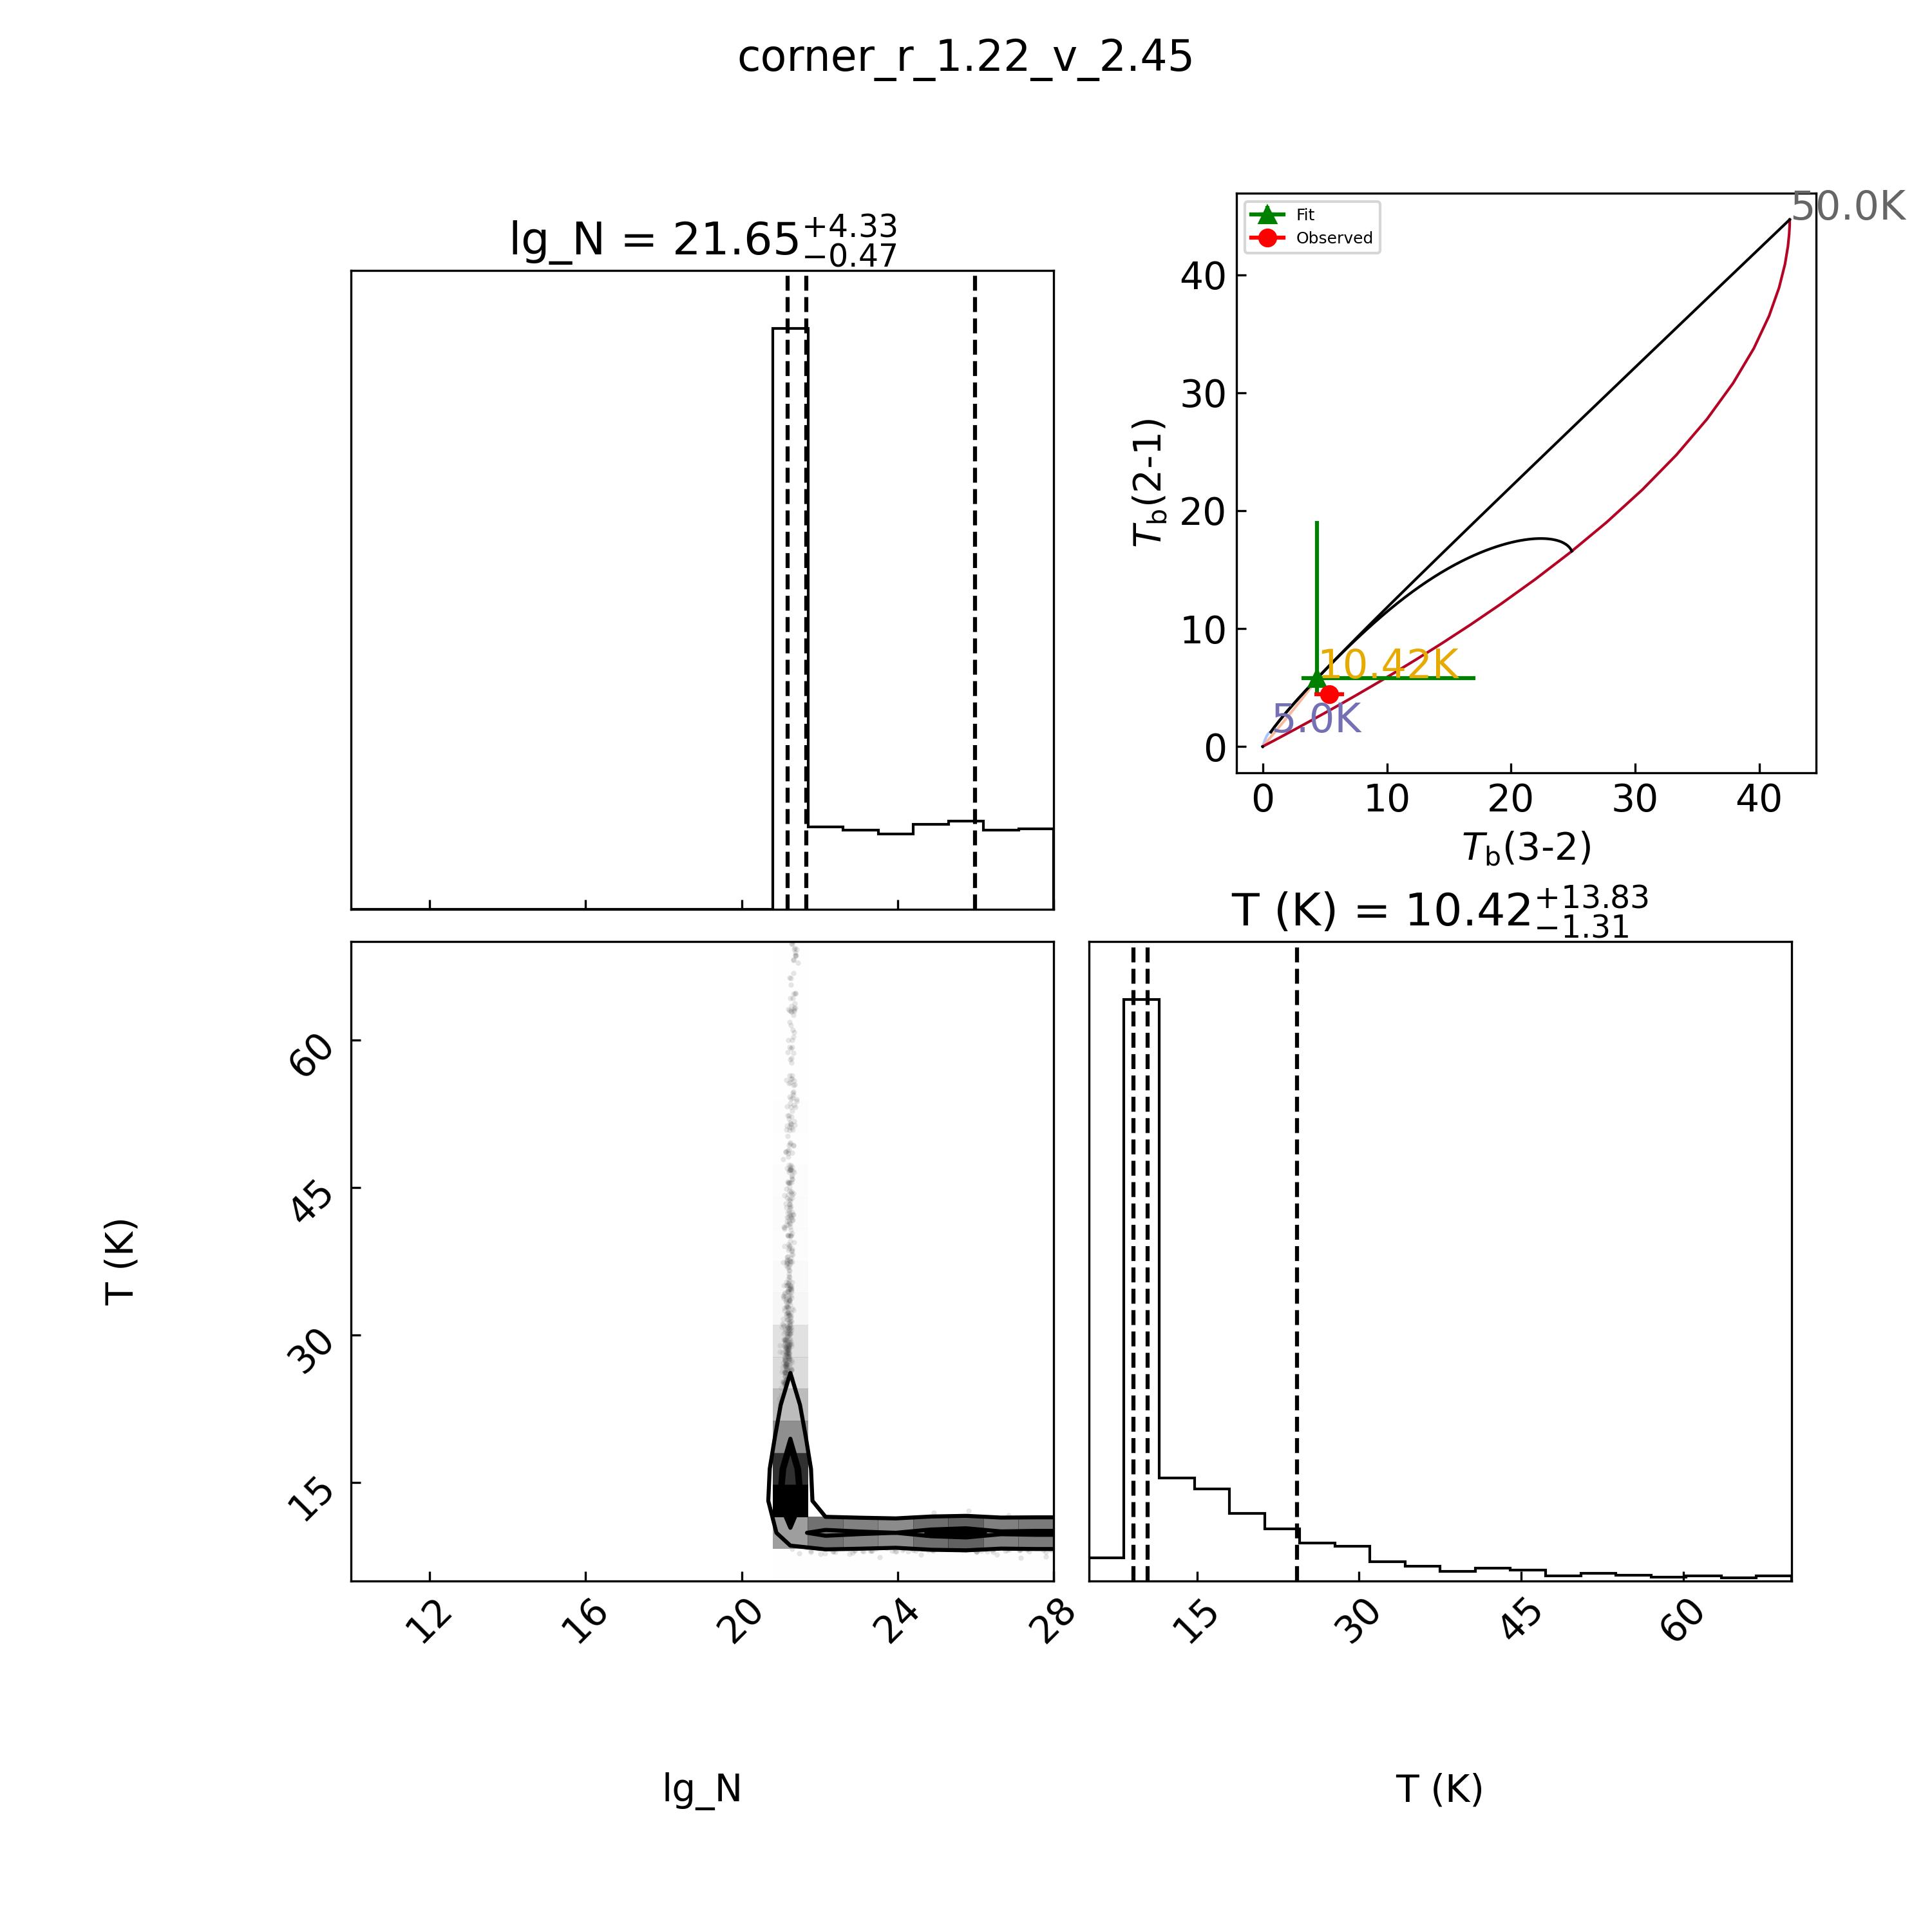 corner_r_1.22_v_2.45
lg_N = 21.65+4.33−0.47
50.0K
Fit
Observed
40
30
20
10
0
Tb(2-1)
10.42K
5.0K
0 10 20 30 40
Tb(3-2)
T (K) = 10.42+13.83−1.31
60
45
30
15
T (K)
12 16 20 24 28
15 30 45 60
lg_N
T (K)